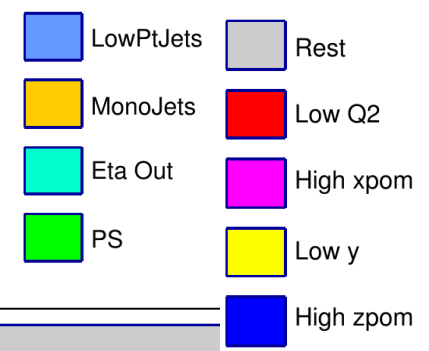 LowPtJets
MonoJets
Eta Out
PS
Rest
Low Q2
High xpom
Low y
High zpom